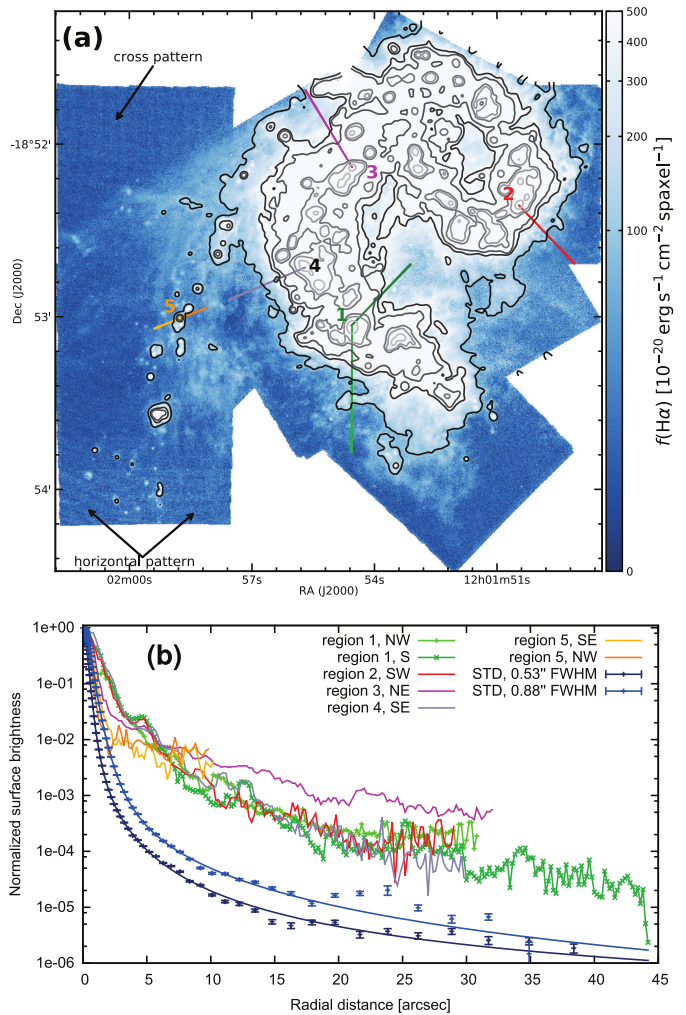 (a)
cross pattern
-18°52'
53'
54'
Dec (J2000)
3
2
4
5
1
horizontal pattern
02m00s
57s
54s
12h01m51s
RA (J2000)
500
400
300
200
100
0
f(Hα) [10⁻²⁰ erg s⁻¹ cm⁻² spaxel⁻¹]
(b)
region 1, NW
region 1, S
region 2, SW
region 3, NE
region 4, SE
region 5, SE
region 5, NW
STD, 0.53" FWHM
STD, 0.88" FWHM
1e+00
1e-01
1e-02
1e-03
1e-04
1e-05
1e-06
Normalized surface brightness
0
5
10
15
20
25
30
35
40
45
Radial distance [arcsec]